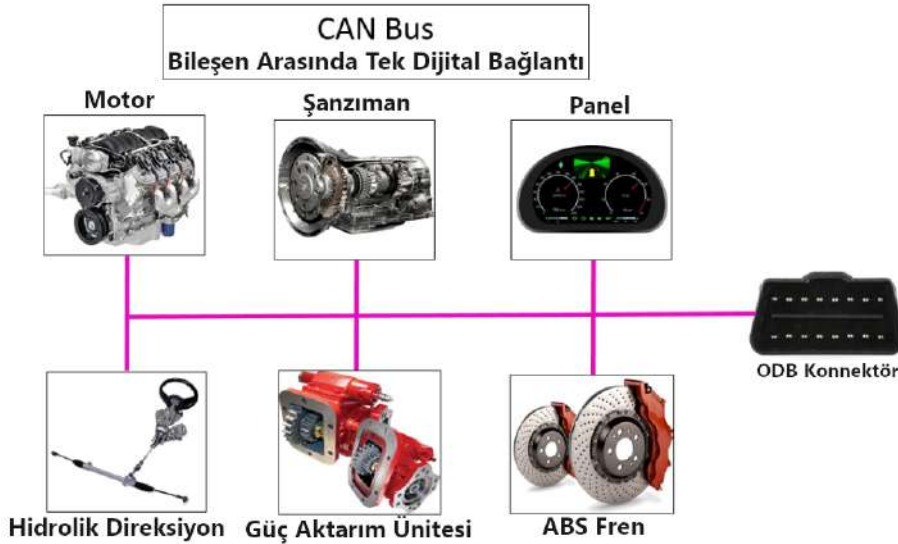 CAN Bus
Bileşen Arasında Tek Dijital Bağlantı
Motor
Şanzıman
Panel
ODB Konnektör
Hidrolik Direksiyon
Güç Aktarım Ünitesi
ABS Fren